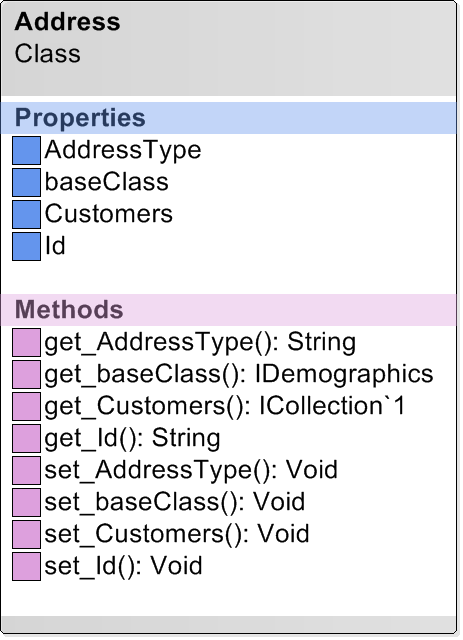 Address
Class
Properties
AddressType
baseClass
Customers
Id
Methods
get_AddressType(): String
get_baseClass(): IDemographics
get_Customers(): ICollection`1
get_Id(): String
set_AddressType(): Void
set_baseClass(): Void
set_Customers(): Void
set_Id(): Void